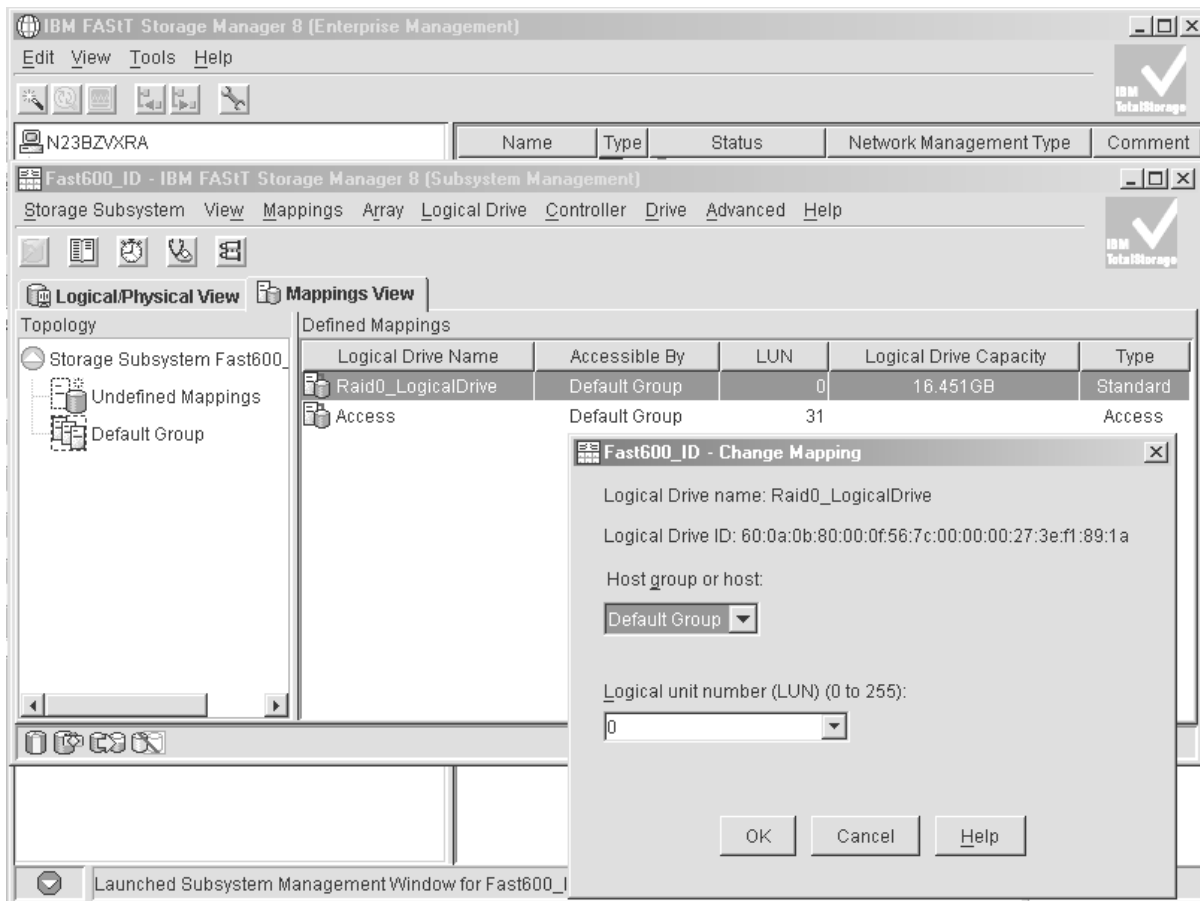 IBM FAStT Storage Manager 8 (Enterprise Management)
Edit View Tools Help
IBM
TotalStorage
N23BZVXRA
Name Type Status Network Management Type Comment
Fast600_ID - IBM FAStT Storage Manager 8 (Subsystem Management)
Storage Subsystem View Mappings Array Logical Drive Controller Drive Advanced Help
IBM
TotalStorage
Logical/Physical View Mappings View
Topology
Defined Mappings
Storage Subsystem Fast600_
Undefined Mappings
Default Group
Logical Drive Name Accessible By LUN Logical Drive Capacity Type
Raid0_LogicalDrive Default Group 0 16.451GB Standard
Access Default Group 31 Access
Fast600_ID - Change Mapping
Logical Drive name: Raid0_LogicalDrive
Logical Drive ID: 60:0a:0b:80:00:0f:56:7c:00:00:00:27:3e:f1:89:1a
Host group or host:
Default Group
Logical unit number (LUN) (0 to 255):
0
OK Cancel Help
Launched Subsystem Management Window for Fast600_I